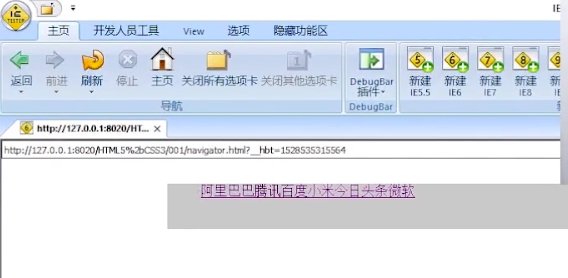 IE
TESTER
IE
主页 开发人员工具 View 选项 隐藏功能区
返回 前进 刷新 停止 主页 关闭所有选项卡 关闭其他选项卡 DebugBar 插件 新建 IE5.5 新建 IE6 新建 IE7 新建 IE8 新建 IE
导航 DebugBar
http://127.0.0.1:8020/HT...
http://127.0.0.1:8020/HTML5%2bCSS3/001/navigator.html?__hbt=1528535315564
阿里巴巴腾讯百度小米今日头条微软